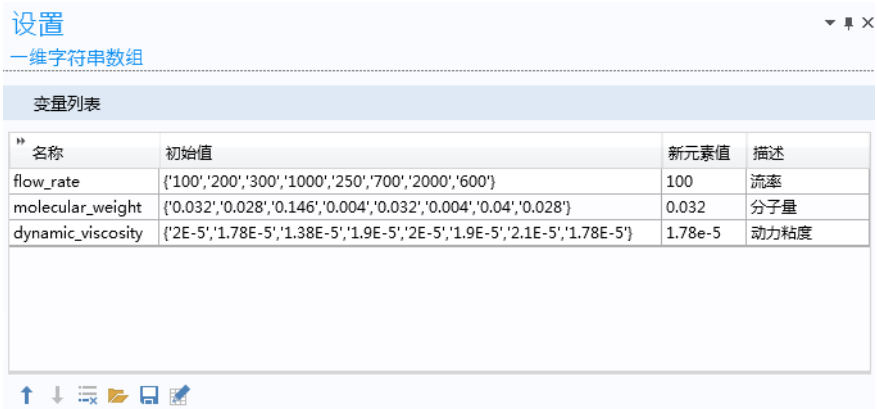 设置
一维字符串数组
变量列表
名称 初始值 新元素值 描述
flow_rate {'100','200','300','1000','250','700','2000','600'} 100 流率
molecular_weight {'0.032','0.028','0.146','0.004','0.032','0.004','0.04','0.028'} 0.032 分子量
dynamic_viscosity {'2E-5','1.78E-5','1.38E-5','1.9E-5','2E-5','1.9E-5','2.1E-5','1.78E-5'} 1.78e-5 动力粘度